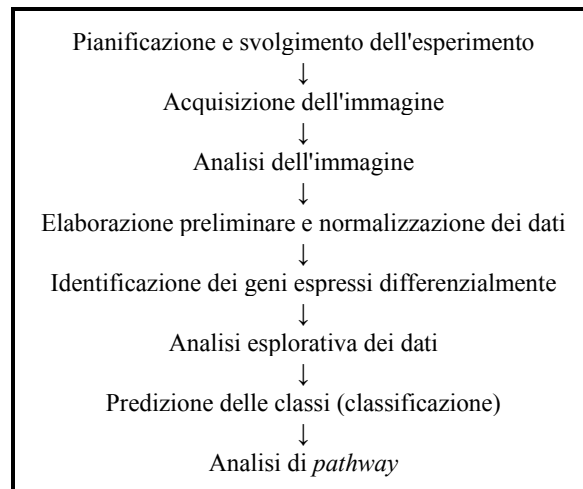 Pianificazione e svolgimento dell'esperimento
↓
Acquisizione dell'immagine
↓
Analisi dell'immagine
↓
Elaborazione preliminare e normalizzazione dei dati
↓
Identificazione dei geni espressi differenzialmente
↓
Analisi esplorativa dei dati
↓
Predizione delle classi (classificazione)
↓
Analisi di pathway